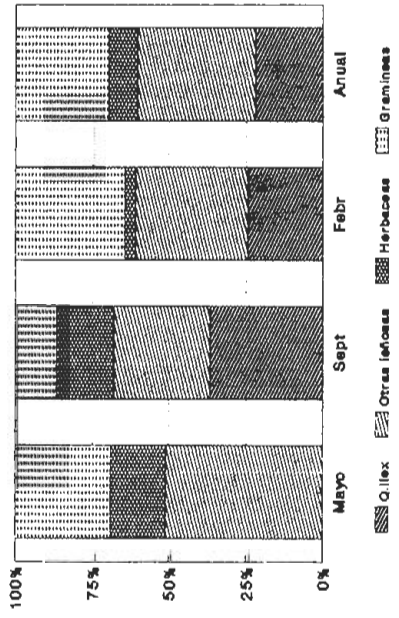 100%
75%
50%
25%
0%
Mayo Sept Febr Anual
Q.Ilex Otras leñosas Herbaceas Gramineas